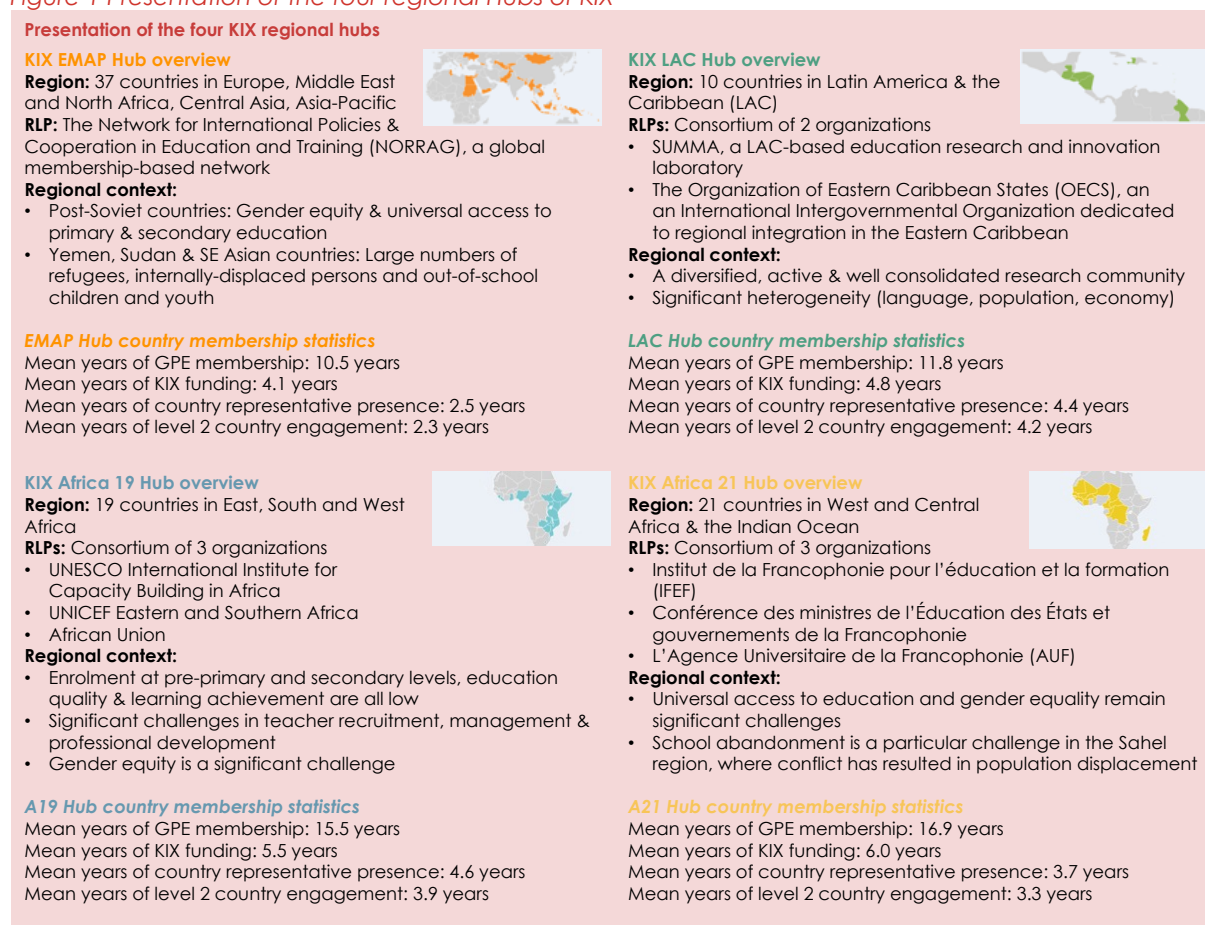 Figure 1 Presentation of the four regional Hubs of KIX
Presentation of the four KIX regional hubs
KIX EMAP Hub overview
Region: 37 countries in Europe, Middle East
and North Africa, Central Asia, Asia-Pacific
RLP: The Network for International Policies &
Cooperation in Education and Training (NORRAG), a global
membership-based network
Regional context:
• Post-Soviet countries: Gender equity & universal access to
primary & secondary education
• Yemen, Sudan & SE Asian countries: Large numbers of
refugees, internally-displaced persons and out-of-school
children and youth
EMAP Hub country membership statistics
Mean years of GPE membership: 10.5 years
Mean years of KIX funding: 4.1 years
Mean years of country representative presence: 2.5 years
Mean years of level 2 country engagement: 2.3 years
KIX LAC Hub overview
Region: 10 countries in Latin America & the
Caribbean (LAC)
RLPs: Consortium of 2 organizations
• SUMMA, a LAC-based education research and innovation
laboratory
• The Organization of Eastern Caribbean States (OECS), an
an International Intergovernmental Organization dedicated
to regional integration in the Eastern Caribbean
Regional context:
• A diversified, active & well consolidated research community
• Significant heterogeneity (language, population, economy)
LAC Hub country membership statistics
Mean years of GPE membership: 11.8 years
Mean years of KIX funding: 4.8 years
Mean years of country representative presence: 4.4 years
Mean years of level 2 country engagement: 4.2 years
KIX Africa 19 Hub overview
Region: 19 countries in East, South and West
Africa
RLPs: Consortium of 3 organizations
• UNESCO International Institute for
Capacity Building in Africa
• UNICEF Eastern and Southern Africa
• African Union
Regional context:
• Enrolment at pre-primary and secondary levels, education
quality & learning achievement are all low
• Significant challenges in teacher recruitment, management &
professional development
• Gender equity is a significant challenge
A19 Hub country membership statistics
Mean years of GPE membership: 15.5 years
Mean years of KIX funding: 5.5 years
Mean years of country representative presence: 4.6 years
Mean years of level 2 country engagement: 3.9 years
KIX Africa 21 Hub overview
Region: 21 countries in West and Central
Africa & the Indian Ocean
RLPs: Consortium of 3 organizations
• Institut de la Francophonie pour l'éducation et la formation
(IFEF)
• Conférence des ministres de l'Éducation des États et
gouvernements de la Francophonie
• L'Agence Universitaire de la Francophonie (AUF)
Regional context:
• Universal access to education and gender equality remain
significant challenges
• School abandonment is a particular challenge in the Sahel
region, where conflict has resulted in population displacement
A21 Hub country membership statistics
Mean years of GPE membership: 16.9 years
Mean years of KIX funding: 6.0 years
Mean years of country representative presence: 3.7 years
Mean years of level 2 country engagement: 3.3 years